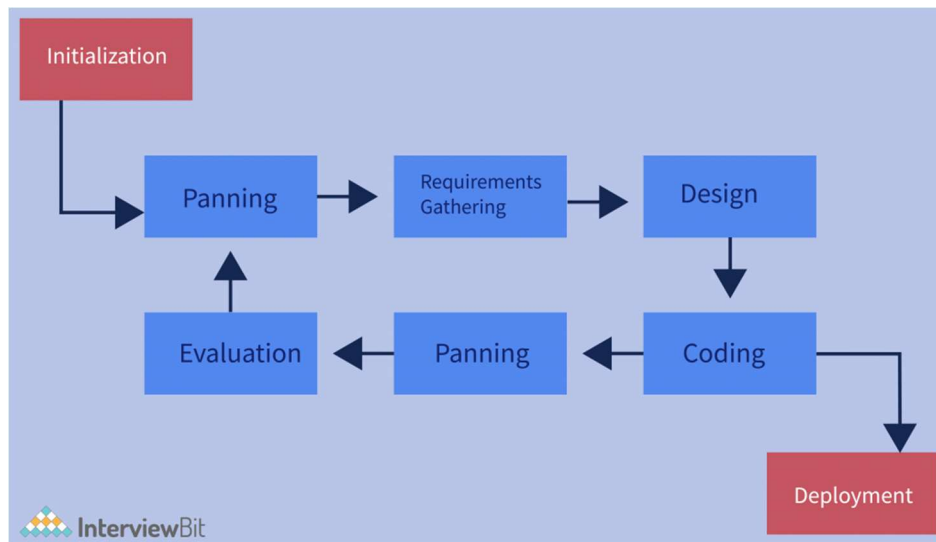 Initialization
Panning
Requirements
Gathering
Design
Evaluation
Panning
Coding
Deployment
InterviewBit